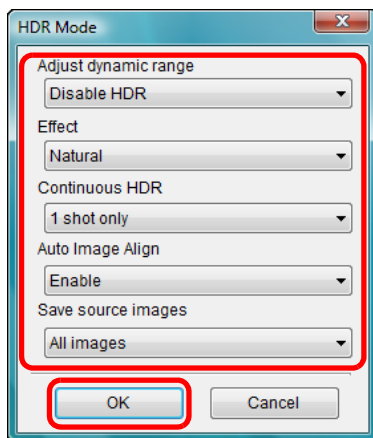 HDR Mode
Adjust dynamic range
Disable HDR
Effect
Natural
Continuous HDR
1 shot only
Auto Image Align
Enable
Save source images
All images
OK Cancel